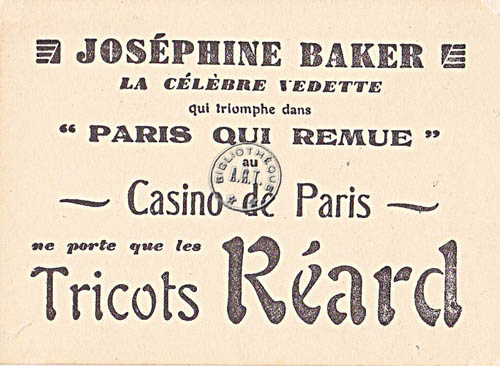 JOSÉPHINE BAKER
LA CÉLÈBRE VEDETTE
qui triomphe dans
“ PARIS QUI REMUE ”
au
BIBLIOTHÈQUE
A.R.T.
~ Casino de Paris ~
ne porte que les
Tricots Réard